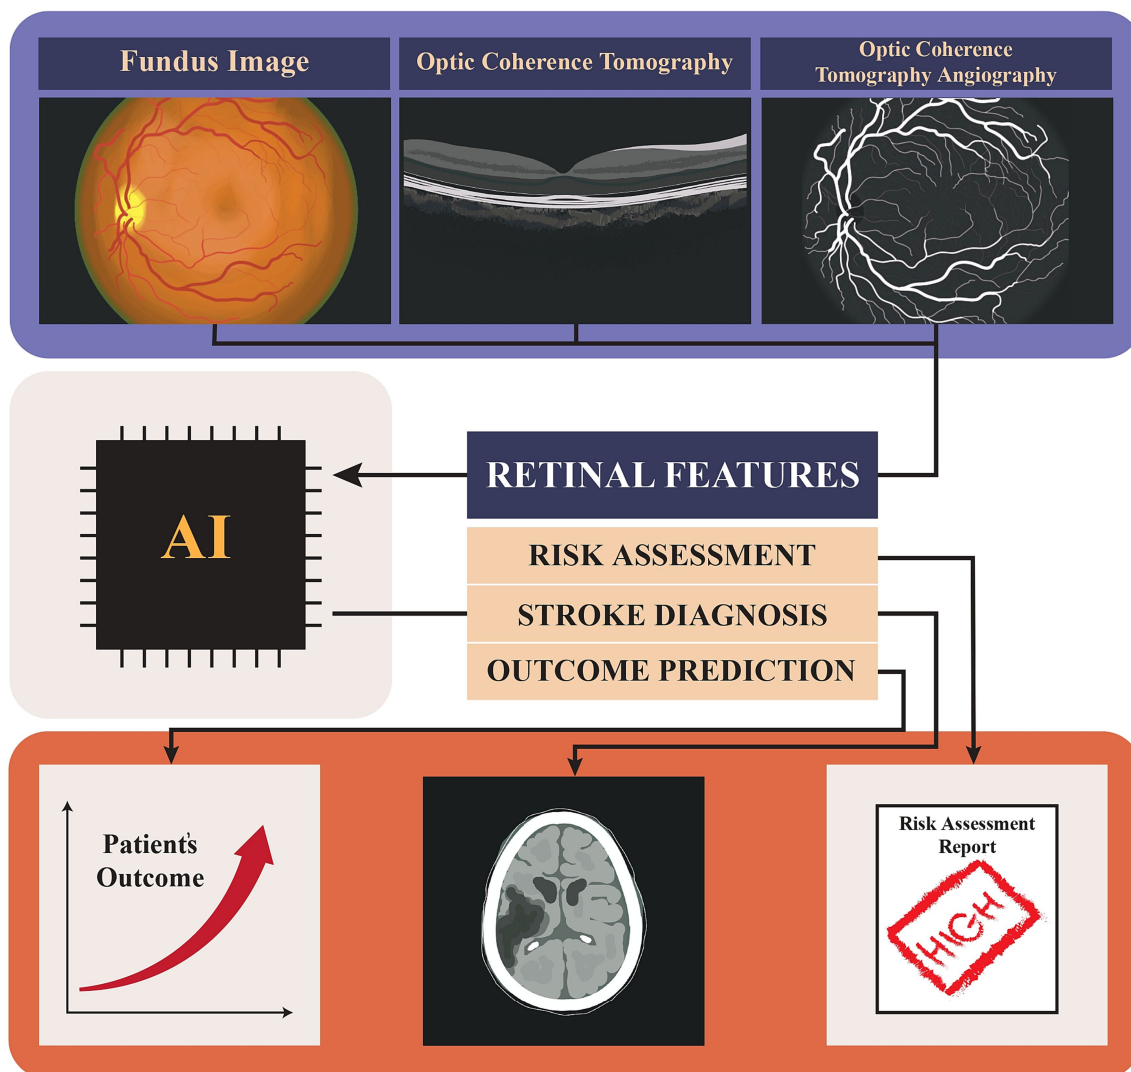 Fundus Image
Optic Coherence Tomography
Optic Coherence
Tomography Angiography
RETINAL FEATURES
AI
RISK ASSESSMENT
STROKE DIAGNOSIS
OUTCOME PREDICTION
Patient's
Outcome
Risk Assessment
Report
HIGH